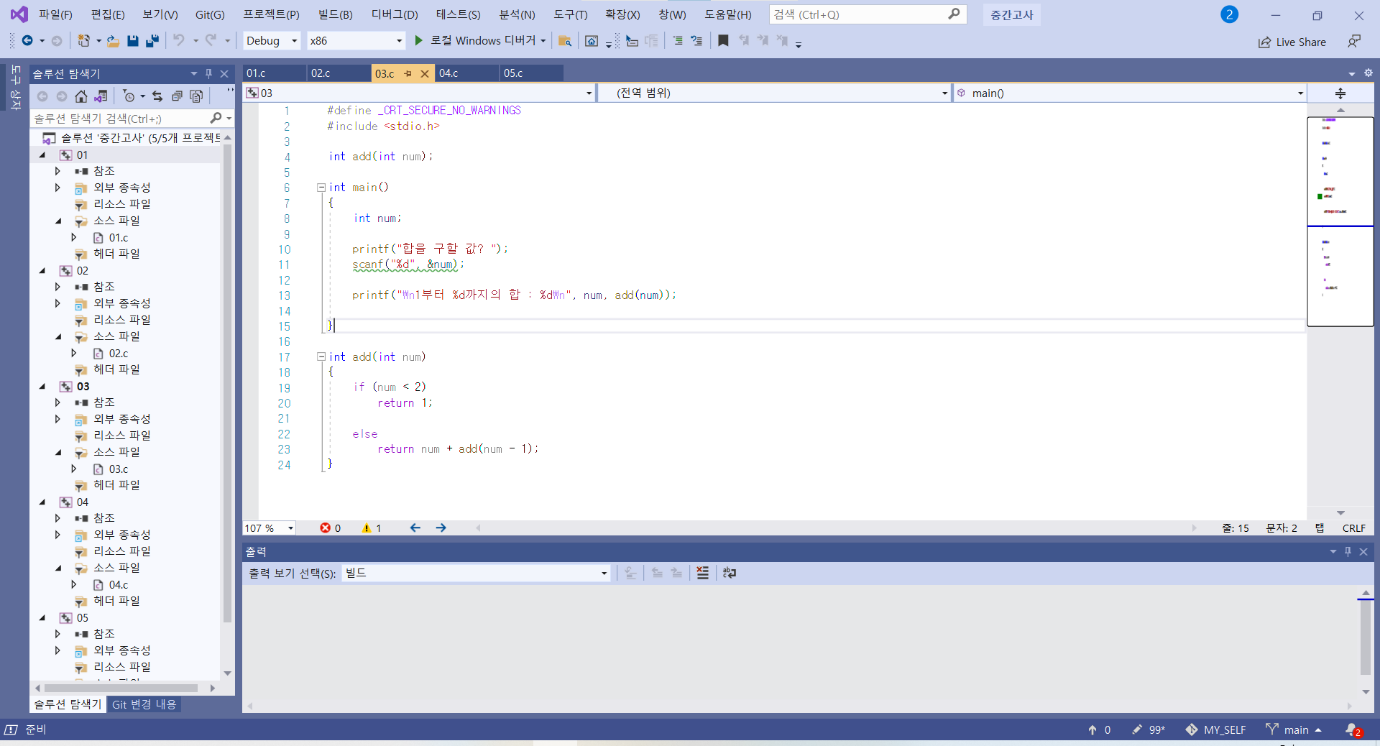 파일(F) 편집(E) 보기(V) Git(G) 프로젝트(P) 빌드(B) 디버그(D) 테스트(S) 분석(N) 도구(T) 확장(X) 창(W) 도움말(H) 검색 (Ctrl+Q) 중간고사 2
Debug x86 로컬 Windows 디버거 Live Share
도구 상자
솔루션 탐색기
솔루션 탐색기 검색(Ctrl+;)
솔루션 '중간고사' (5/5개 프로젝트
01
참조
외부 종속성
리소스 파일
소스 파일
01.c
헤더 파일
02
참조
외부 종속성
리소스 파일
소스 파일
02.c
헤더 파일
03
참조
외부 종속성
리소스 파일
소스 파일
03.c
헤더 파일
04
참조
외부 종속성
리소스 파일
소스 파일
04.c
헤더 파일
05
참조
외부 종속성
리소스 파일
솔루션 탐색기 Git 변경 내용
01.c 02.c 03.c 04.c 05.c
03 (전역 범위) main()
1 #define _CRT_SECURE_NO_WARNINGS
2 #include <stdio.h>
3
4 int add(int num);
5
6 int main()
7 {
8 int num;
9
10 printf("합을 구할 값? ");
11 scanf("%d", &num);
12
13 printf("₩n1부터 %d까지의 합 : %d₩n", num, add(num));
14
15 }
16
17 int add(int num)
18 {
19 if (num < 2)
20 return 1;
21
22 else
23 return num + add(num - 1);
24 }
107 % 0 1 줄: 15 문자: 2 탭 CRLF
출력
출력 보기 선택(S): 빌드
준비 0 99* MY_SELF main 2